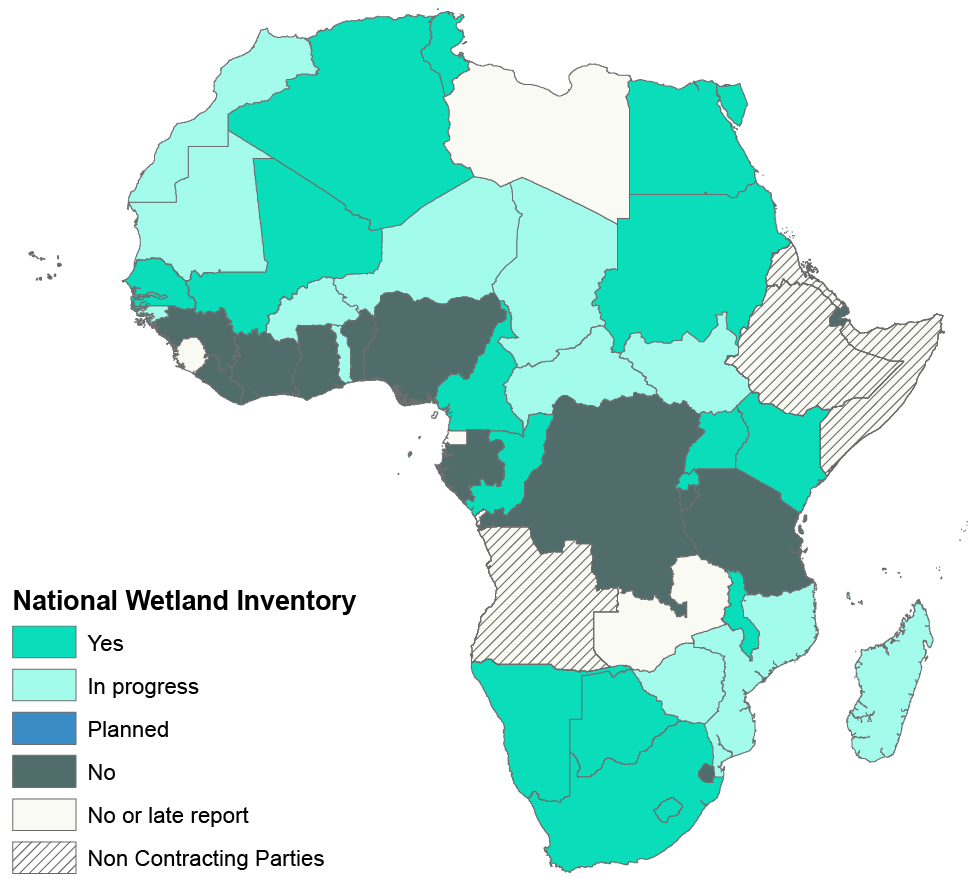 National Wetland Inventory
Yes
In progress
Planned
No
No or late report
Non Contracting Parties